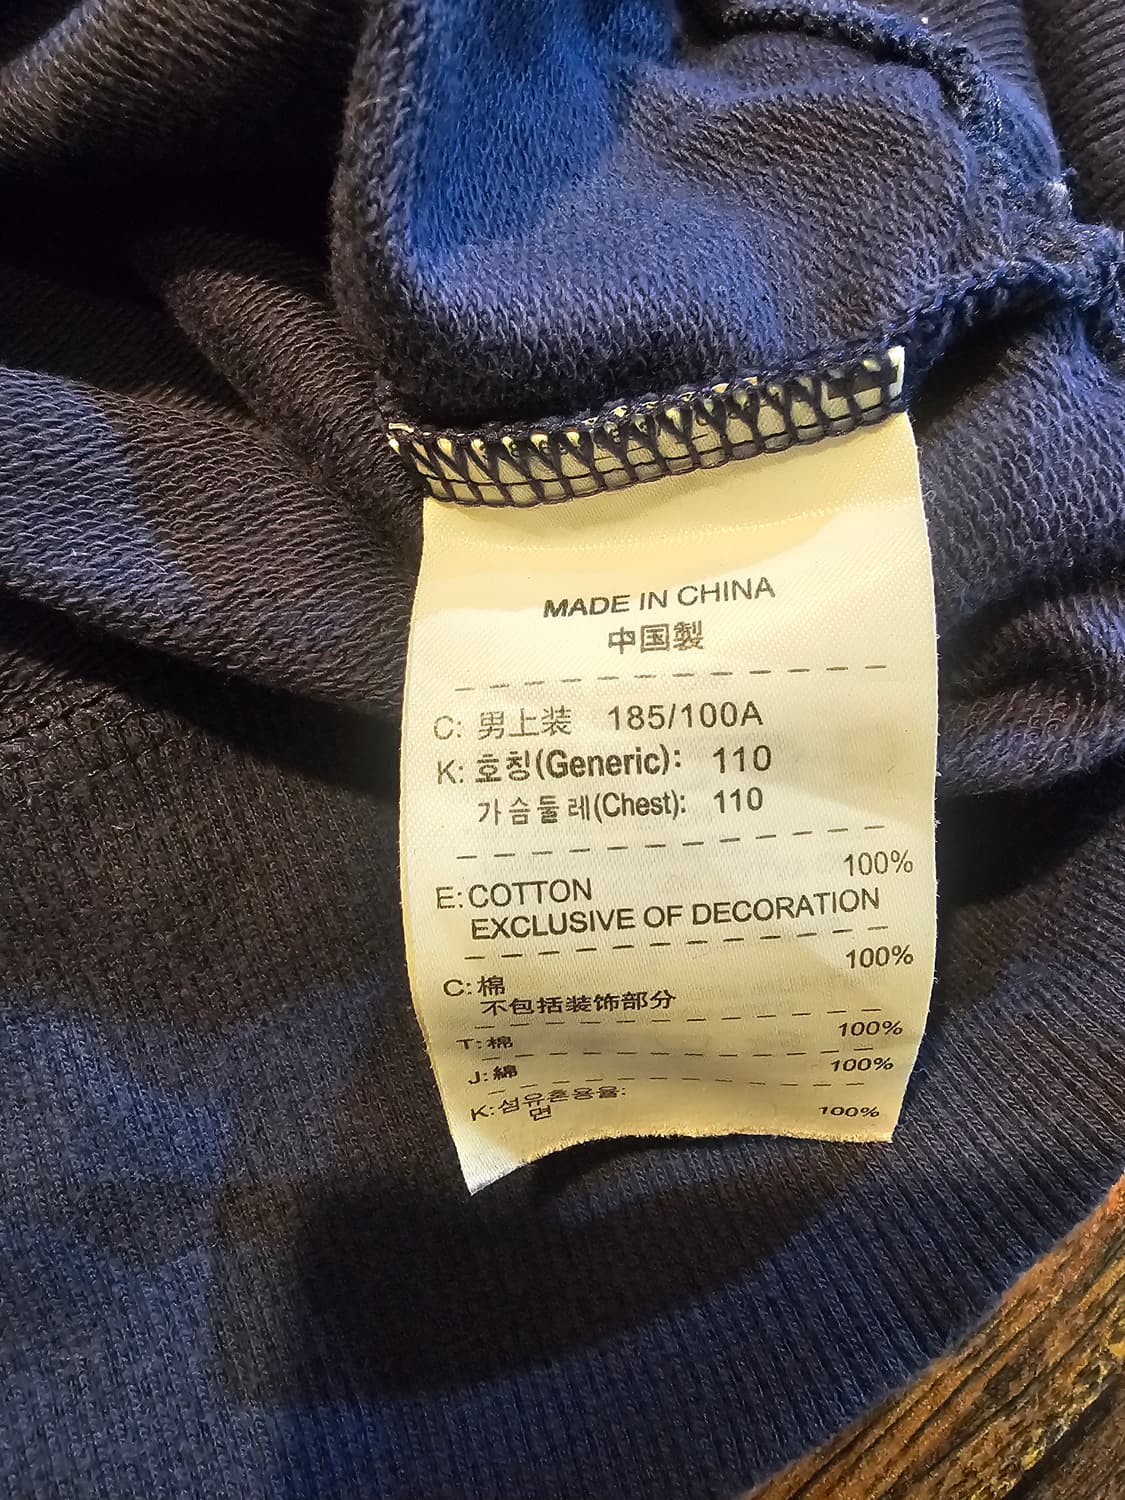 MADE IN CHINA
中国製
C: 男上装 185/100A
K: 호칭(Generic): 110
가슴둘레(Chest): 110
100%
E: COTTON
EXCLUSIVE OF DECORATION
100%
C: 棉
不包括装饰部分
T: 棉 100%
J: 綿 100%
K: 섬유혼용율:
면 100%